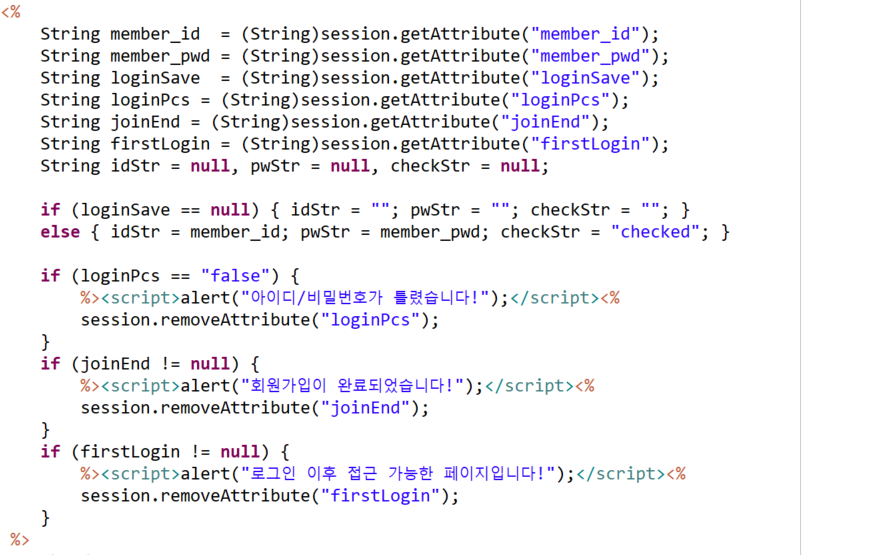 <%
    String member_id  = (String)session.getAttribute("member_id");
    String member_pwd = (String)session.getAttribute("member_pwd");
    String loginSave  = (String)session.getAttribute("loginSave");
    String loginPcs = (String)session.getAttribute("loginPcs");
    String joinEnd = (String)session.getAttribute("joinEnd");
    String firstLogin = (String)session.getAttribute("firstLogin");
    String idStr = null, pwStr = null, checkStr = null;
    if (loginSave == null) { idStr = ""; pwStr = ""; checkStr = ""; }
    else { idStr = member_id; pwStr = member_pwd; checkStr = "checked"; }
    if (loginPcs == "false") {
        %><script>alert("아이디/비밀번호가 틀렸습니다!");</script><%
        session.removeAttribute("loginPcs");
    }
    if (joinEnd != null) {
        %><script>alert("회원가입이 완료되었습니다!");</script><%
        session.removeAttribute("joinEnd");
    }
    if (firstLogin != null) {
        %><script>alert("로그인 이후 접근 가능한 페이지입니다!");</script><%
        session.removeAttribute("firstLogin");
    }
 %>